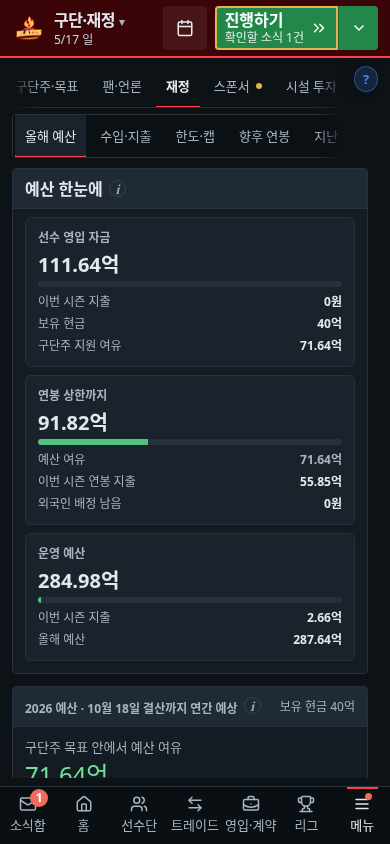 구단·재정 ▾
5/17 일
진행하기
확인할 소식 1건
구단주·목표 팬·언론 재정 스폰서 시설 투자 ?
올해 예산 수입·지출 한도·캡 향후 연봉 지난
예산 한눈에 i
선수 영입 자금
111.64억
이번 시즌 지출 0원
보유 현금 40억
구단주 지원 여유 71.64억
연봉 상한까지
91.82억
예산 여유 71.64억
이번 시즌 연봉 지출 55.85억
외국인 배정 남음 0원
운영 예산
284.98억
이번 시즌 지출 2.66억
올해 예산 287.64억
2026 예산 · 10월 18일 결산까지 연간 예상 i 보유 현금 40억
구단주 목표 안에서 예산 여유
71.64억
1
소식함 홈 선수단 트레이드 영입·계약 리그 메뉴